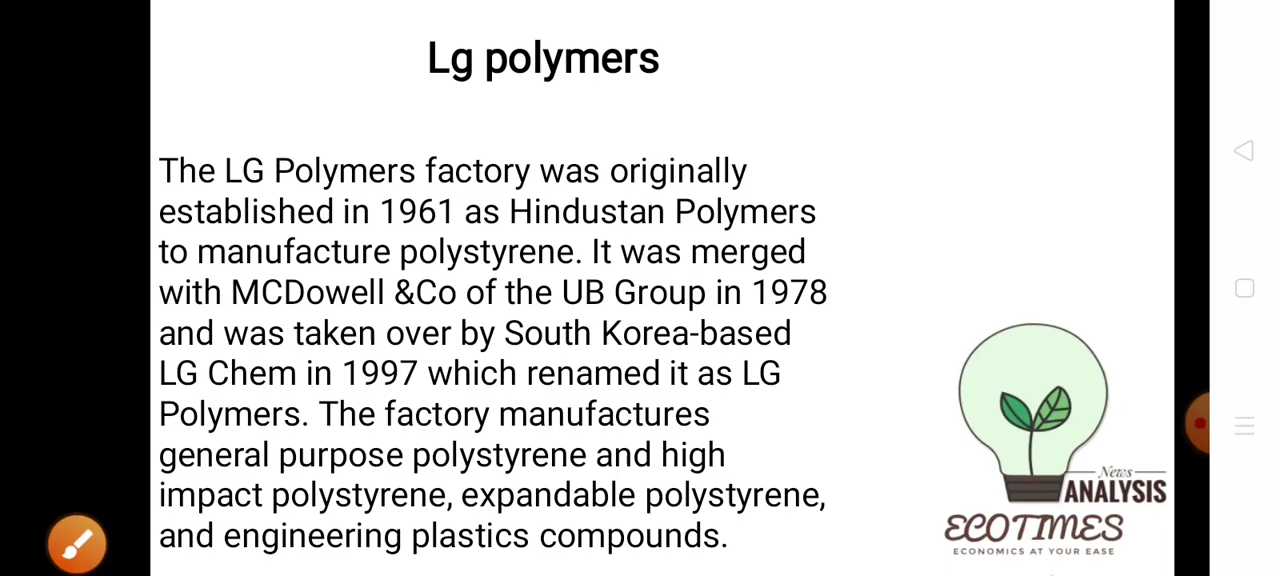 Lg polymers
The LG Polymers factory was originally
established in 1961 as Hindustan Polymers
to manufacture polystyrene. It was merged
with MCDowell &Co of the UB Group in 1978
and was taken over by South Korea-based
LG Chem in 1997 which renamed it as LG
Polymers. The factory manufactures
general purpose polystyrene and high
impact polystyrene, expandable polystyrene,
and engineering plastics compounds.
News
ANALYSIS
ECOTIMES
ECONOMICS AT YOUR EASE